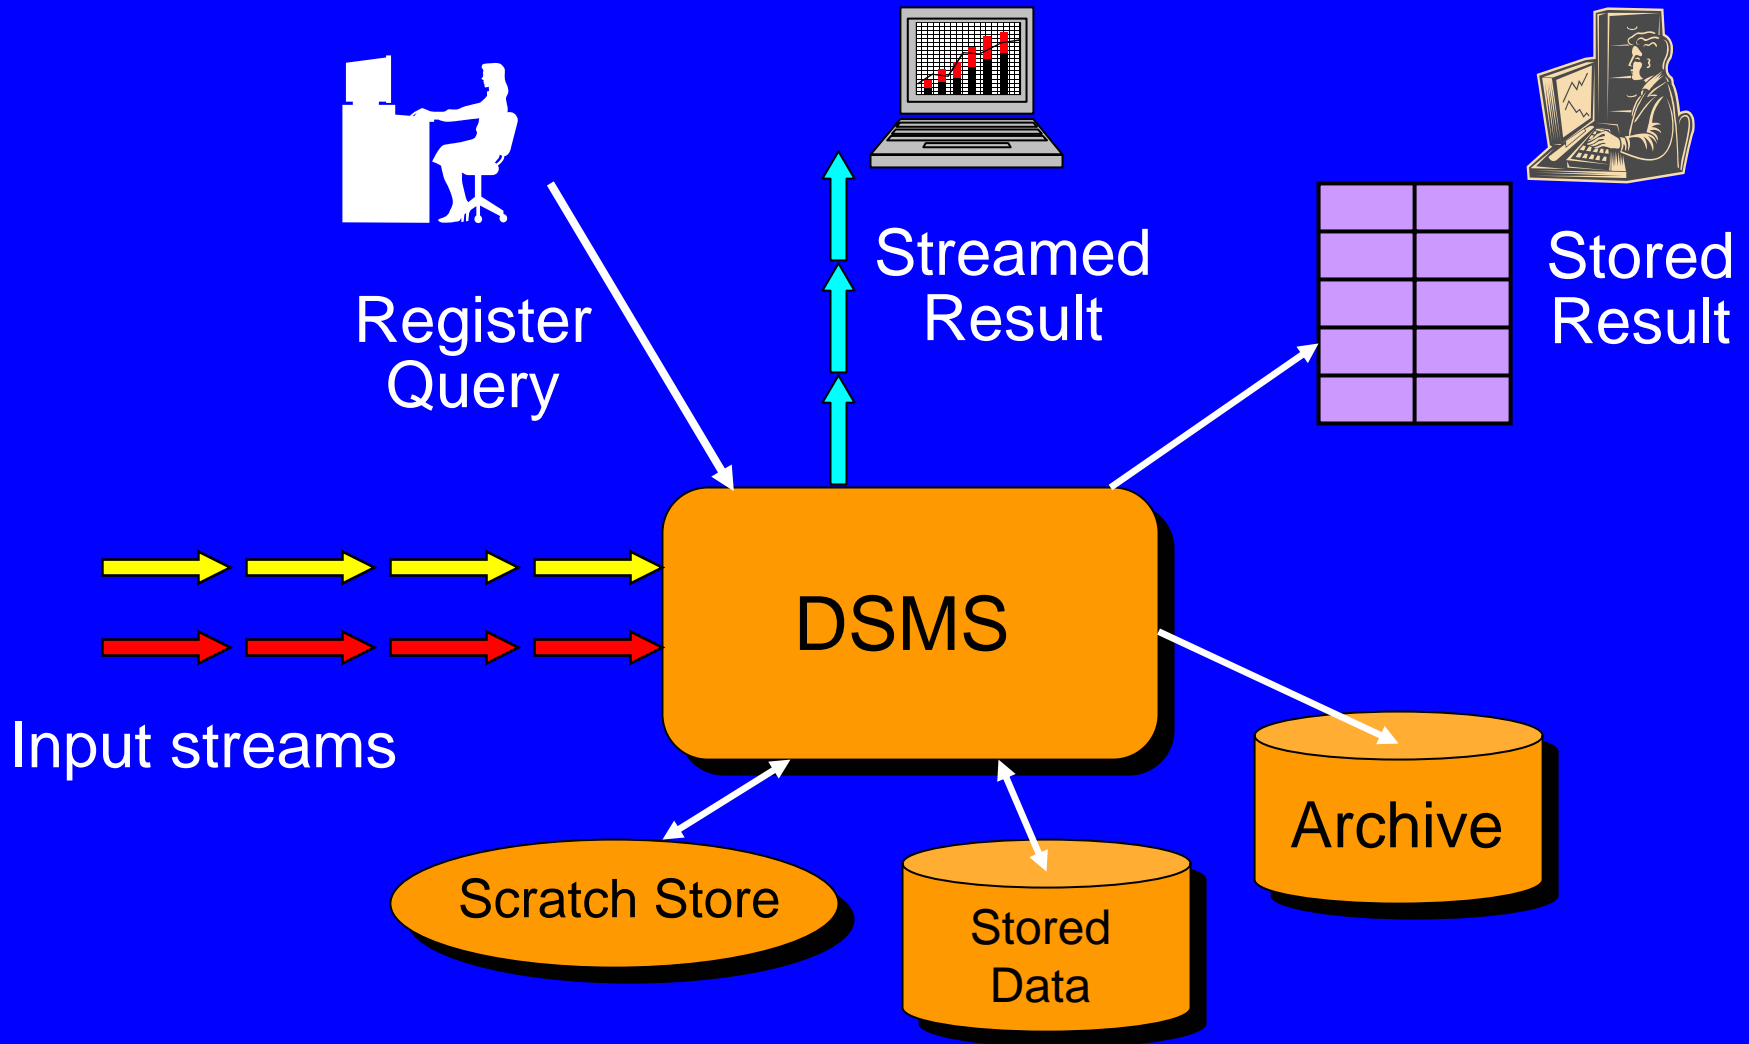 Streamed
Result
Stored
Result
Register
Query
DSMS
Input streams
Archive
Scratch Store
Stored
Data